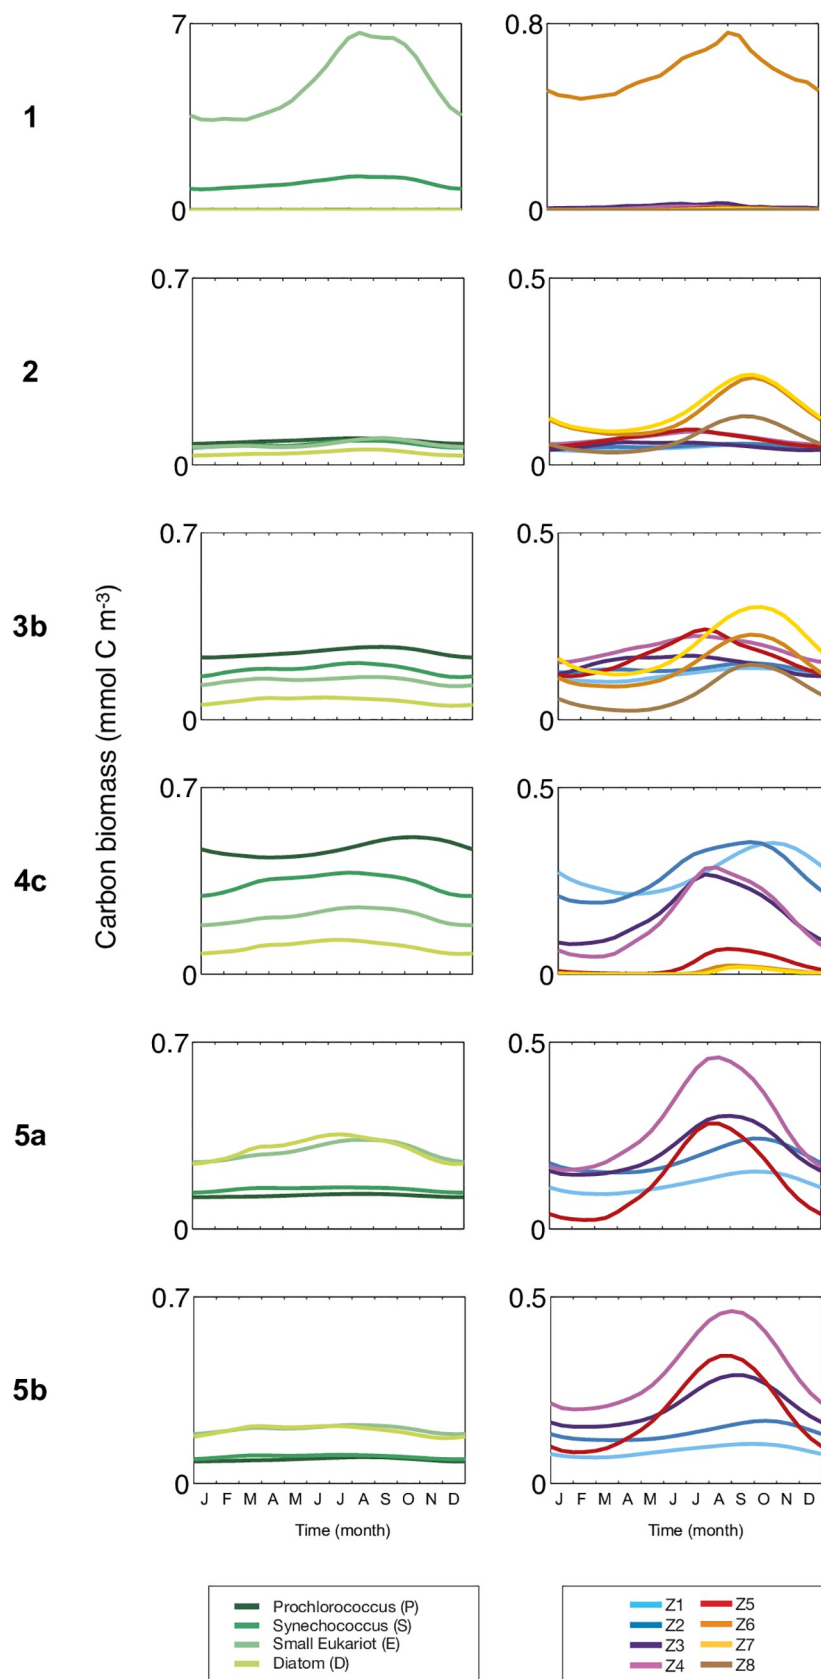 1
7
0
0.8
0
2
0.7
0
0.5
0
3b
0.7
0
0.5
0
4c
0.7
0
0.5
0
5a
0.7
0
0.5
0
5b
0.7
0
0.5
0
Carbon biomass (mmol C m-3)
J F M A M J J A S O N D
J F M A M J J A S O N D
Time (month)
Time (month)
Prochlorococcus (P)
Synechococcus (S)
Small Eukariot (E)
Diatom (D)
Z1 Z5
Z2 Z6
Z3 Z7
Z4 Z8